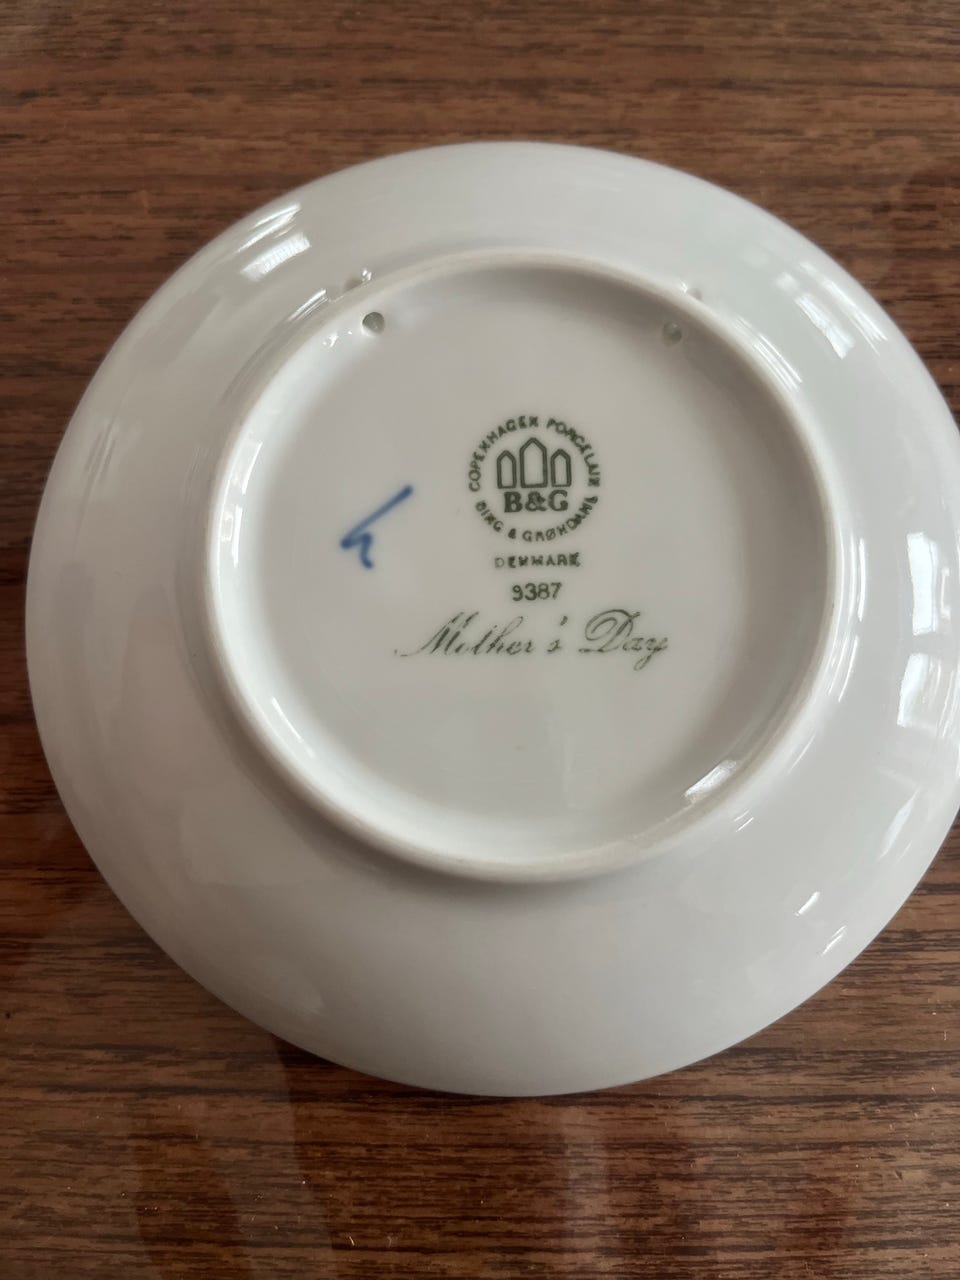 COPENHAGEN PORCELAIN
B&G
BING & GRØNDAHL
DENMARK
9387
Mother's Day